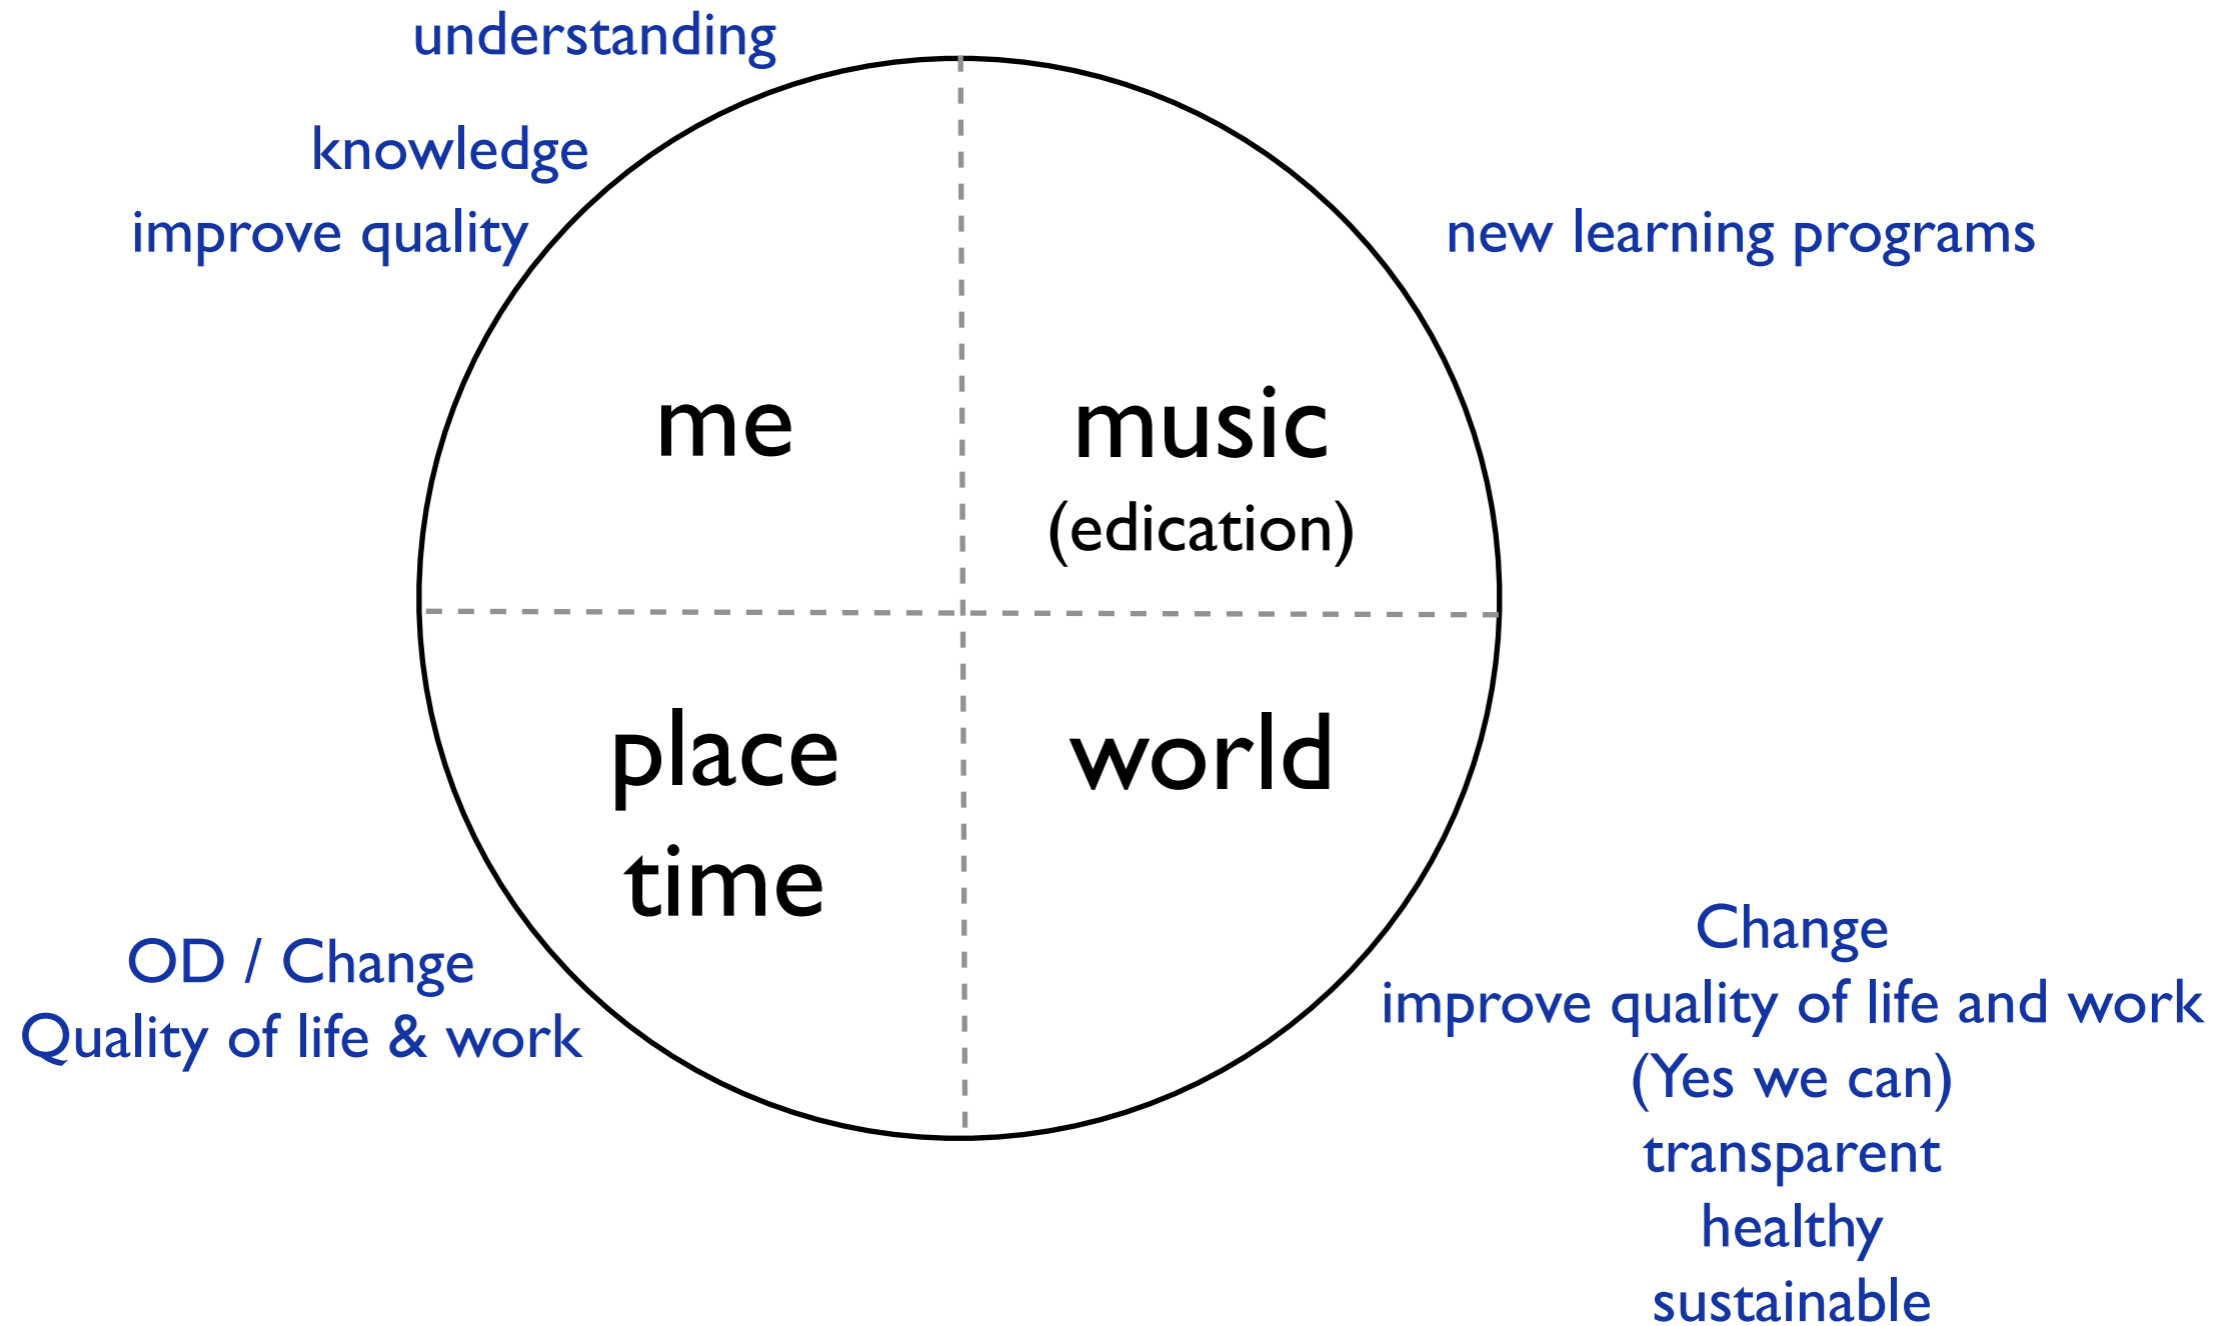 understanding
knowledge
improve quality
new learning programs
me
music
(edication)
place
time
world
OD / Change
Quality of life & work
Change
improve quality of life and work
(Yes we can)
transparent
healthy
sustainable